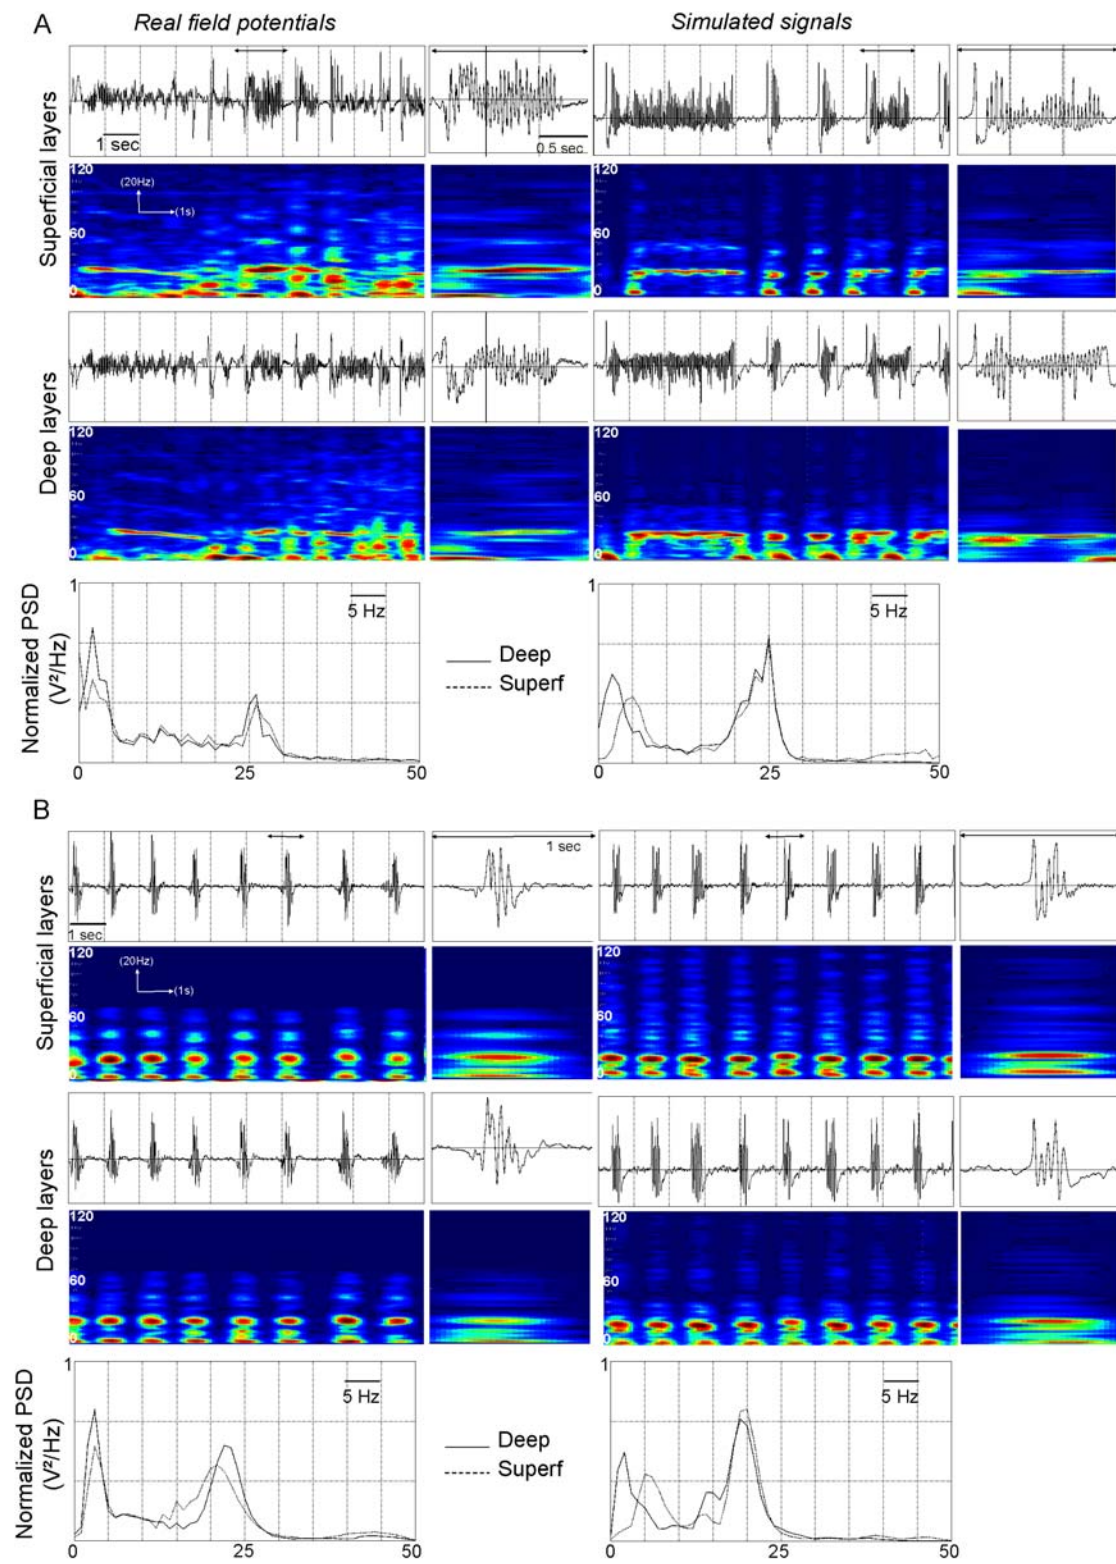 A
Real field potentials
Simulated signals
Superficial layers
1 sec
0.5 sec.
120
60
0
(20Hz)
(1s)
120
60
0
Deep layers
120
60
0
120
60
0
Normalized PSD
(V²/Hz)
1
5 Hz
0
25
50
Deep
Superf
5 Hz
0
25
50
B
Superficial layers
1 sec
1 sec
120
60
0
(20Hz)
(1s)
120
60
0
Deep layers
120
60
0
120
60
0
Normalized PSD
(V²/Hz)
1
5 Hz
0
25
50
Deep
Superf
5 Hz
0
25
50